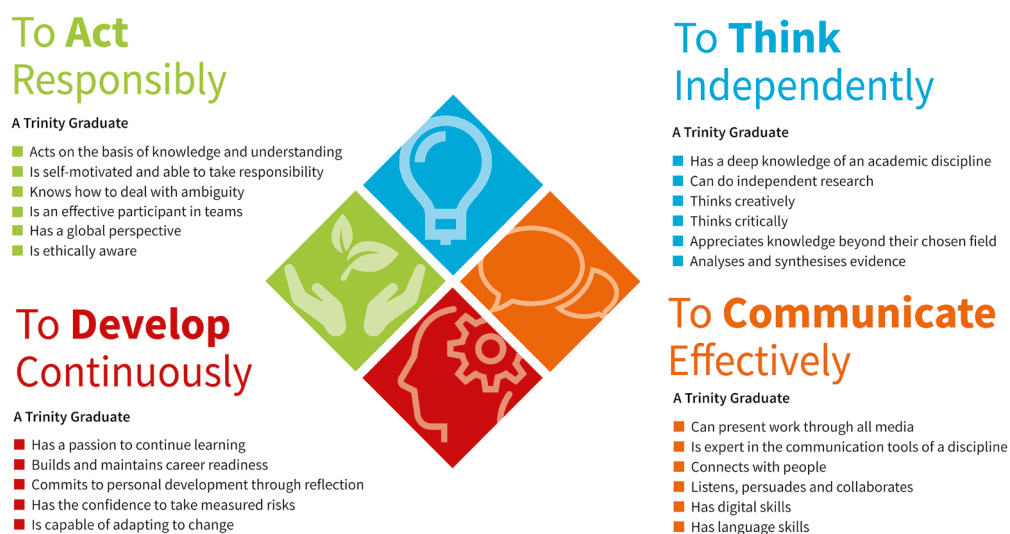 To Act
Responsibly
A Trinity Graduate
Acts on the basis of knowledge and understanding
Is self-motivated and able to take responsibility
Knows how to deal with ambiguity
Is an effective participant in teams
Has a global perspective
Is ethically aware
To Think
Independently
A Trinity Graduate
Has a deep knowledge of an academic discipline
Can do independent research
Thinks creatively
Thinks critically
Appreciates knowledge beyond their chosen field
Analyses and synthesises evidence
To Develop
Continuously
A Trinity Graduate
Has a passion to continue learning
Builds and maintains career readiness
Commits to personal development through reflection
Has the confidence to take measured risks
Is capable of adapting to change
To Communicate
Effectively
A Trinity Graduate
Can present work through all media
Is expert in the communication tools of a discipline
Connects with people
Listens, persuades and collaborates
Has digital skills
Has language skills